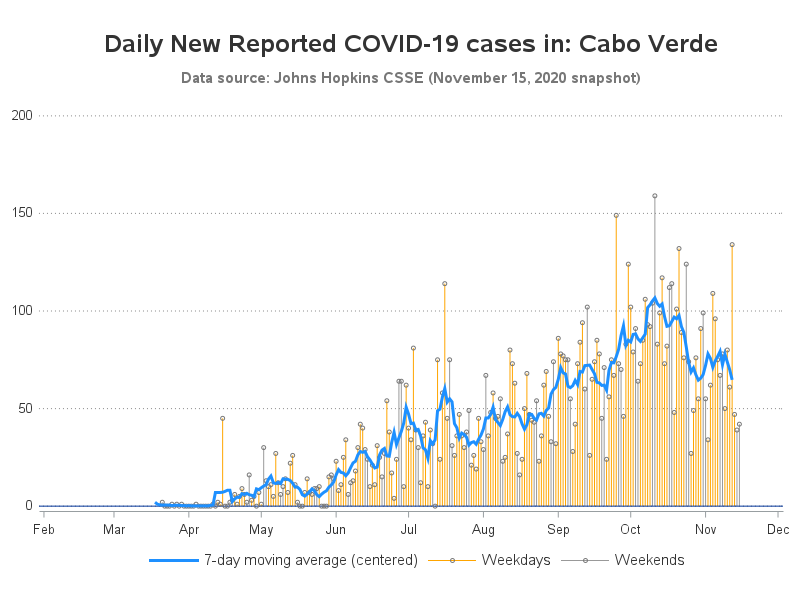 Daily New Reported COVID-19 cases in: Cabo Verde
Data source: Johns Hopkins CSSE (November 15, 2020 snapshot)
200
150
100
50
0
Feb Mar Apr May Jun Jul Aug Sep Oct Nov Dec
7-day moving average (centered) Weekdays Weekends